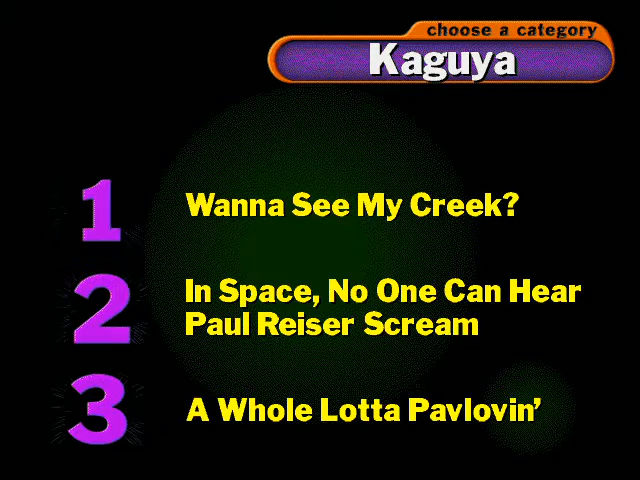 choose a category
Kaguya
1 Wanna See My Creek?
2 In Space, No One Can Hear
Paul Reiser Scream
3 A Whole Lotta Pavlovin'